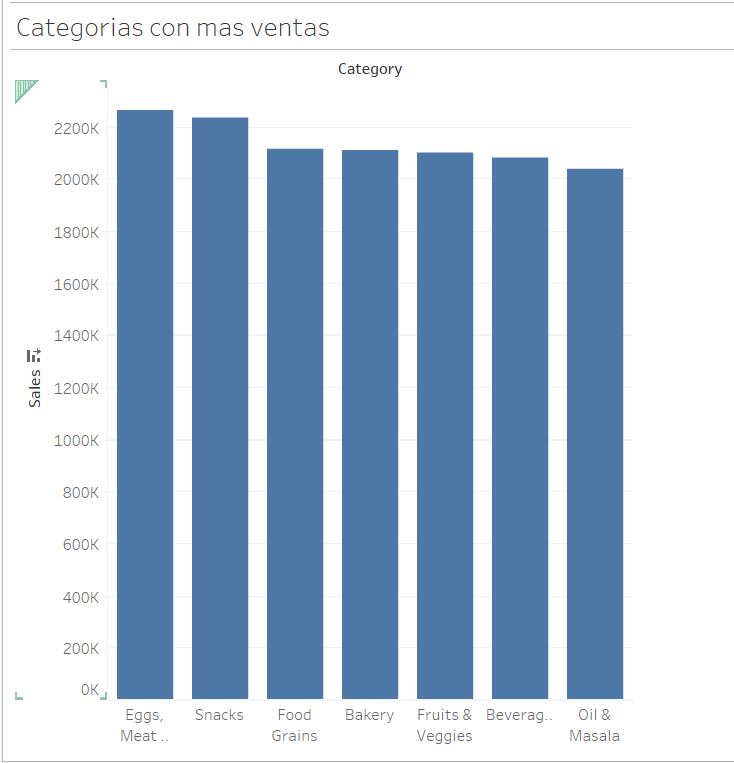 Categorias con mas ventas
Category
2200K
2000K
1800K
1600K
1400K
1200K
1000K
800K
600K
400K
200K
0K
Sales
Eggs,
Meat ..
Snacks
Food
Grains
Bakery
Fruits &
Veggies
Beverag..
Oil &
Masala